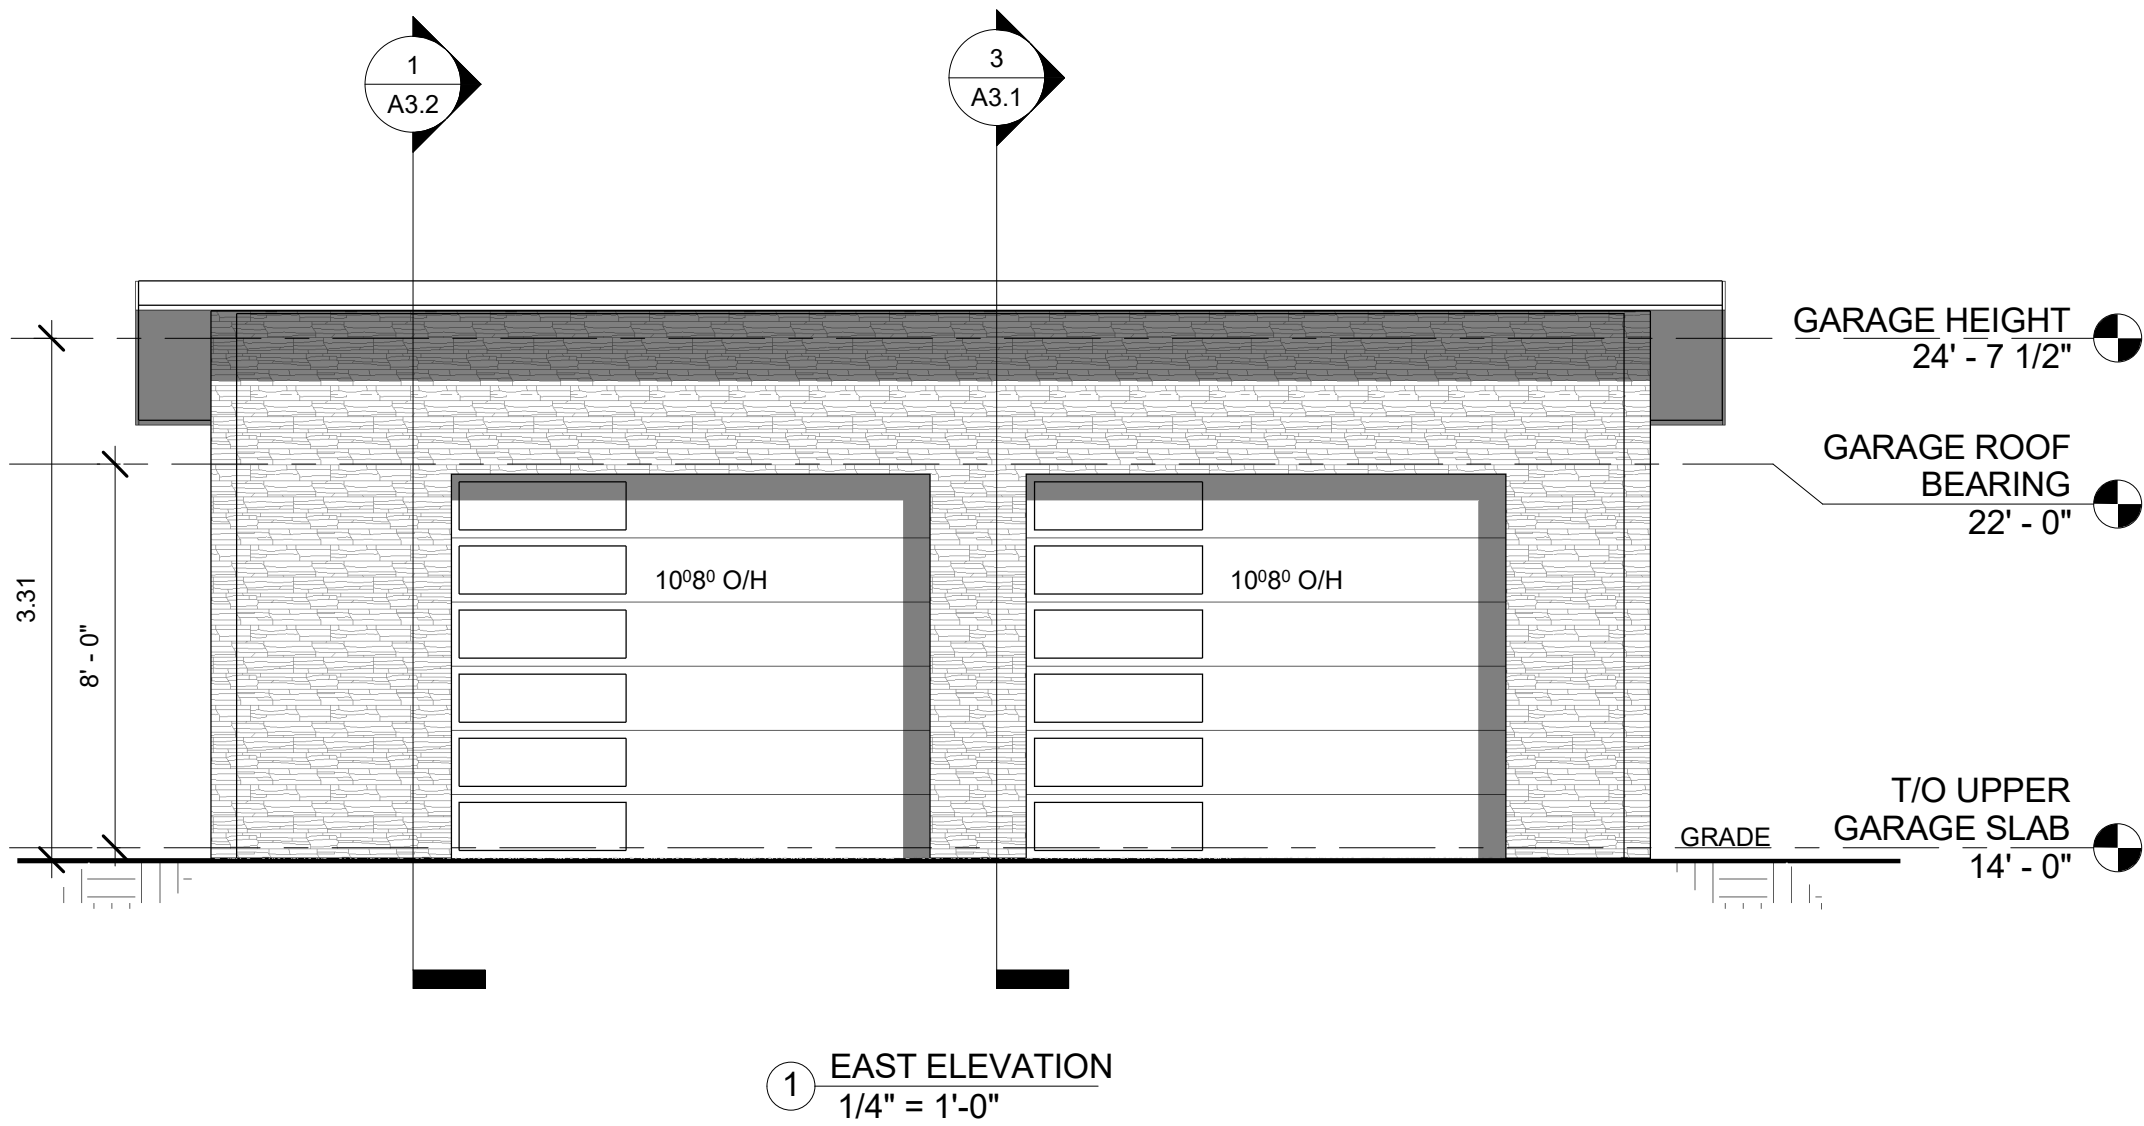 1
A3.2
3
A3.1
GARAGE HEIGHT
24' - 7 1/2"
GARAGE ROOF
BEARING
22' - 0"
10⁰8⁰ O/H
10⁰8⁰ O/H
3.31
8' - 0"
T/O UPPER
GARAGE SLAB
14' - 0"
GRADE
1
EAST ELEVATION
1/4" = 1'-0"